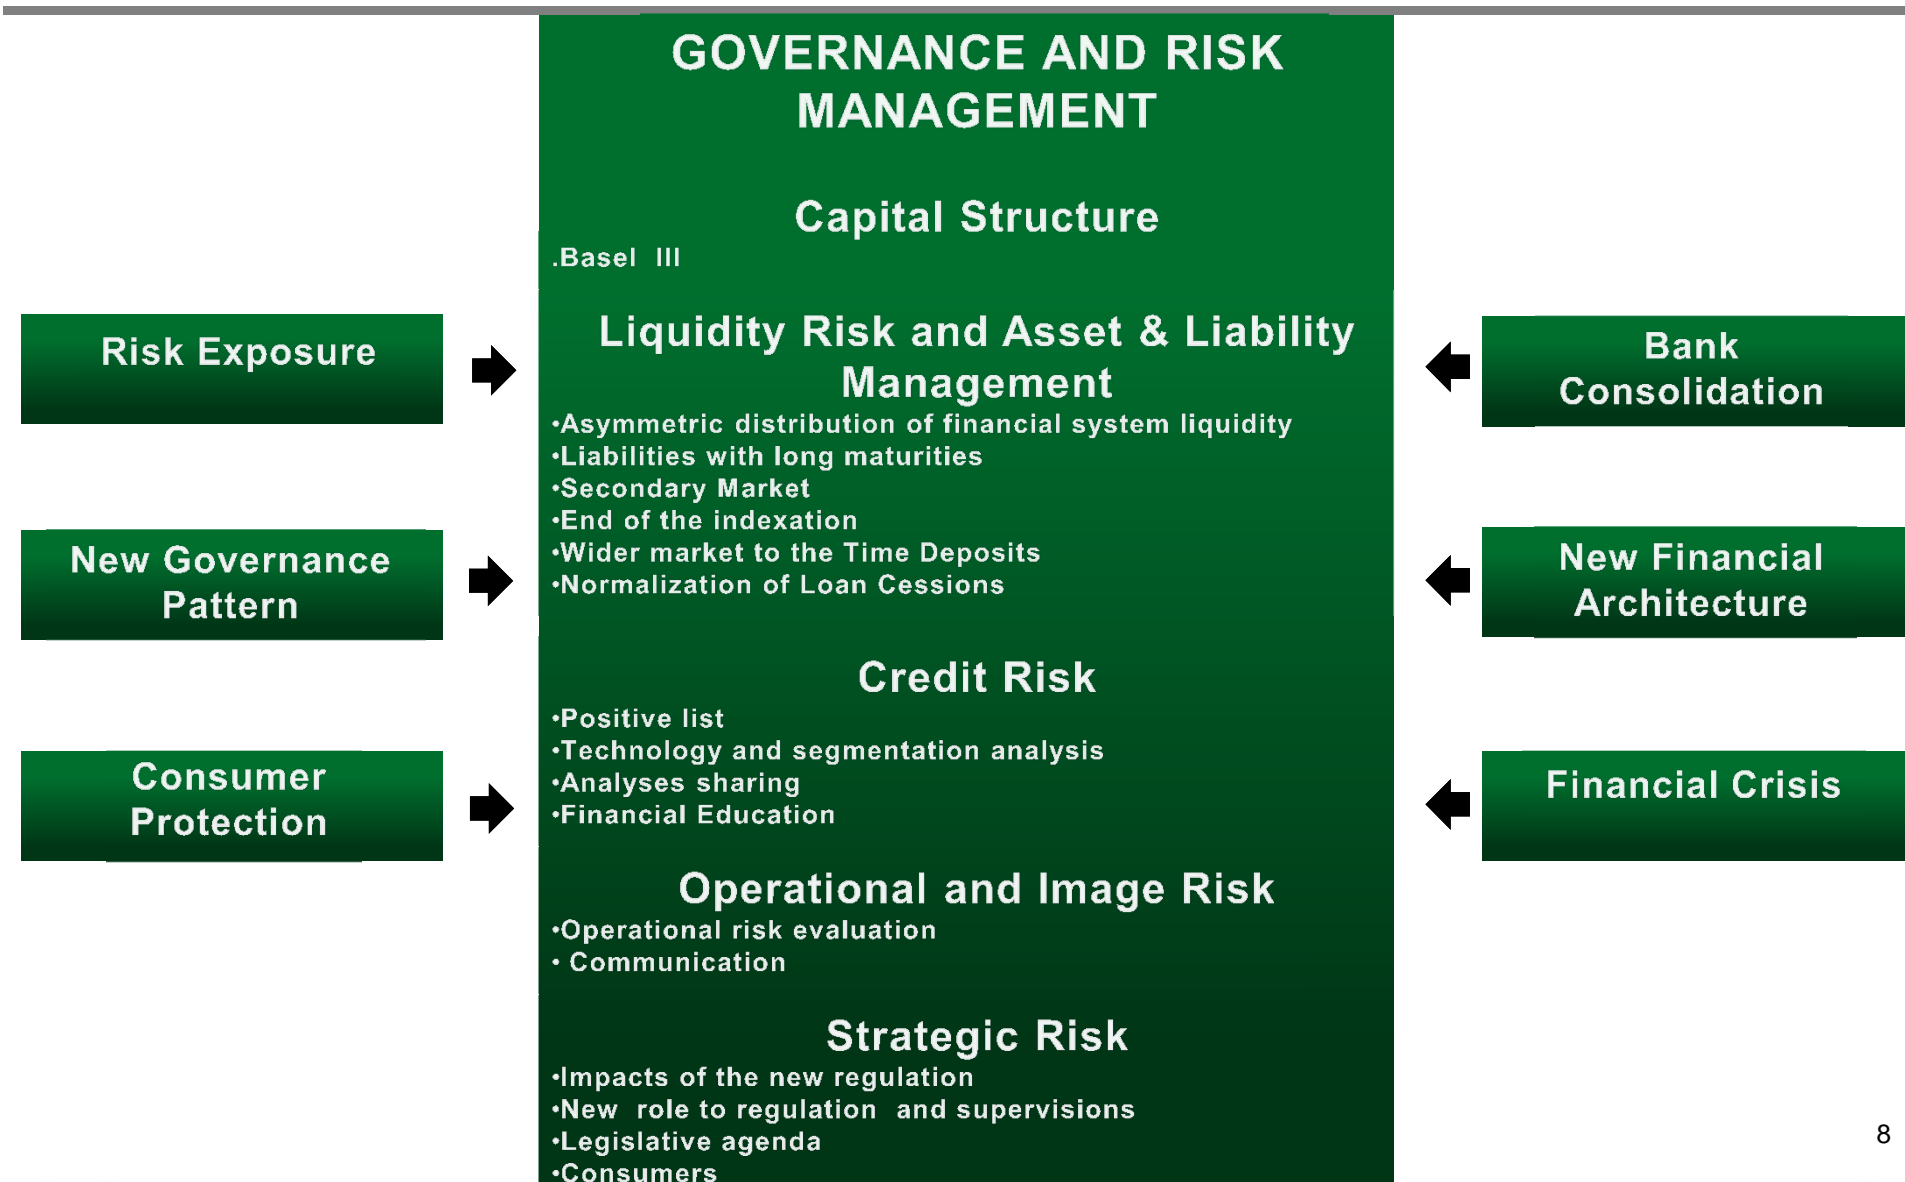 GOVERNANCE AND RISK
MANAGEMENT
Capital Structure
.Basel III
Liquidity Risk and Asset & Liability
Management
•Asymmetric distribution of financial system liquidity
•Liabilities with long maturities
•Secondary Market
•End of the indexation
•Wider market to the Time Deposits
•Normalization of Loan Cessions
Credit Risk
•Positive list
•Technology and segmentation analysis
•Analyses sharing
•Financial Education
Operational and Image Risk
•Operational risk evaluation
• Communication
Strategic Risk
•Impacts of the new regulation
•New role to regulation and supervisions
•Legislative agenda
•Consumers
Risk Exposure
New Governance
Pattern
Consumer
Protection
Bank
Consolidation
New Financial
Architecture
Financial Crisis
8